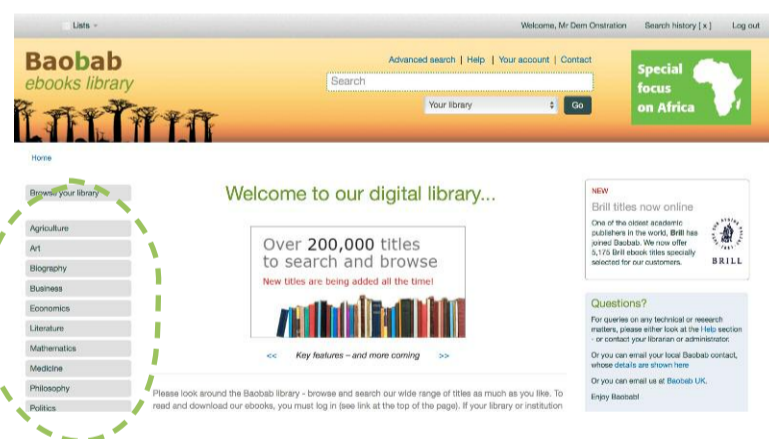 Lists
Welcome, Mr Dem Onstration
Search history [ x ]
Log out
Baobab
ebooks library
Advanced search | Help | Your account | Contact
Search
Your library
Go
Special
focus
on Africa
Home
Browse your library
Agriculture
Art
Biography
Business
Economics
Literature
Mathematics
Medicine
Philosophy
Politics
Welcome to our digital library...
Over 200,000 titles
to search and browse
New titles are being added all the time!
<< Key features – and more coming >>
Please look around the Baobab library - browse and search our wide range of titles as much as you like. To
read and download our ebooks, you must log in (see link at the top of the page). If your library or institution
NEW
Brill titles now online
One of the oldest academic
publishers in the world, Brill has
joined Baobab. We now offer
5,175 Brill ebook titles specially
selected for our customers.
BRILL
Questions?
For queries on any technical or research
matters, please either look at the Help section
- or contact your librarian or administrator.
Or you can email your local Baobab contact,
whose details are shown here
Or you can email us at Baobab UK.
Enjoy Baobab!